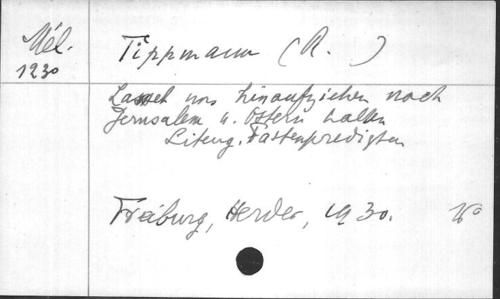 Mél.
1230
Tippmann (R. )
Lasset uns hinaufziehen nach
Jerusalem u. Ostern halten
Liturg. Fastenpredigten
Freiburg, Herder, 1930.